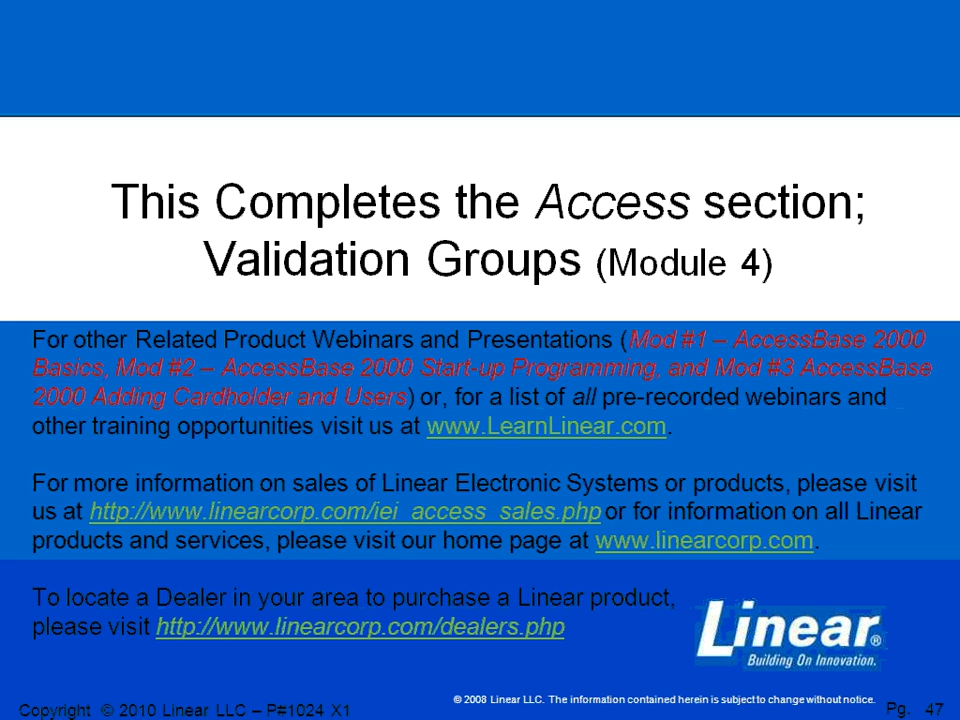 This Completes the Access section;
Validation Groups (Module 4)
For other Related Product Webinars and Presentations (Mod #1 – AccessBase 2000
Basics, Mod #2 – AccessBase 2000 Start-up Programming, and Mod #3 AccessBase
2000 Adding Cardholder and Users) or, for a list of all pre-recorded webinars and
other training opportunities visit us at www.LearnLinear.com.
For more information on sales of Linear Electronic Systems or products, please visit
us at http://www.linearcorp.com/iei_access_sales.php or for information on all Linear
products and services, please visit our home page at www.linearcorp.com.
To locate a Dealer in your area to purchase a Linear product,
please visit http://www.linearcorp.com/dealers.php
Linear®
Building On Innovation.
© 2008 Linear LLC. The information contained herein is subject to change without notice.
Copyright © 2010 Linear LLC – P#1024 X1
Pg. 47